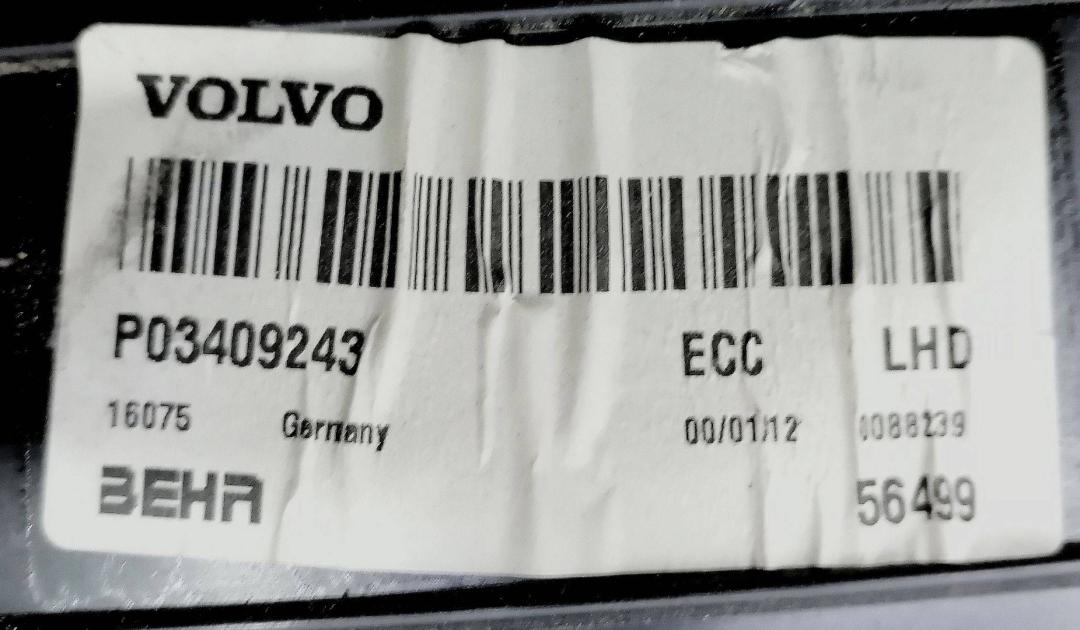 VOLVO
P03409243 ECC LHD
16075 Germany 00/01/12
BEHR 56499